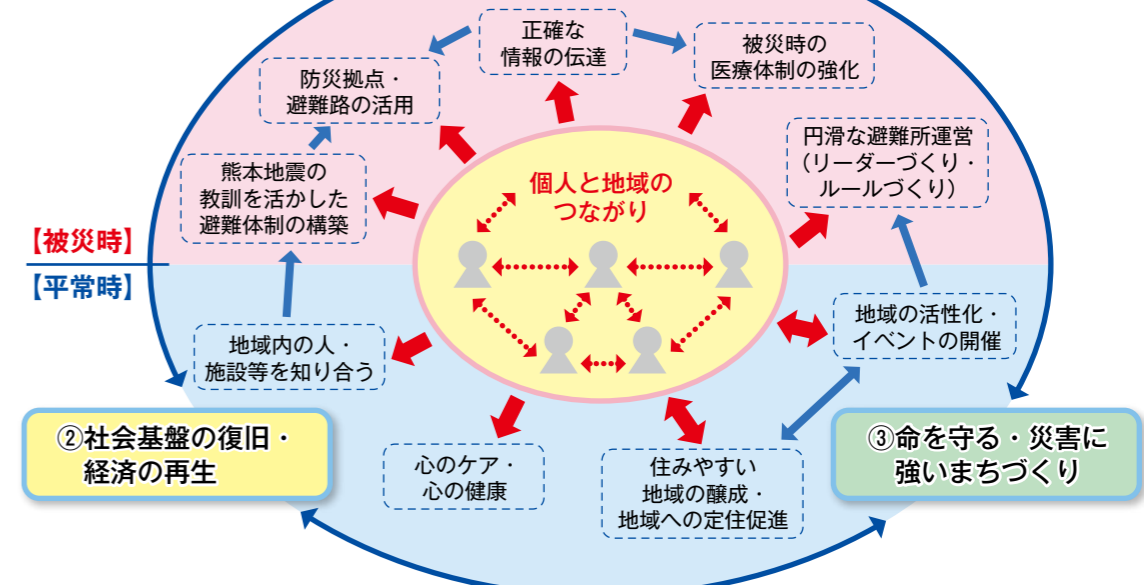 正確な
情報の伝達
被災時の
医療体制の強化
防災拠点・
避難路の活用
円滑な避難所運営
（リーダーづくり・
ルールづくり）
熊本地震の
教訓を活かした
避難体制の構築
個人と地域の
つながり
【被災時】
【平常時】
地域内の人・
施設等を知り合う
地域の活性化・
イベントの開催
②社会基盤の復旧・
経済の再生
③命を守る・災害に
強いまちづくり
心のケア・
心の健康
住みやすい
地域の醸成・
地域への定住促進